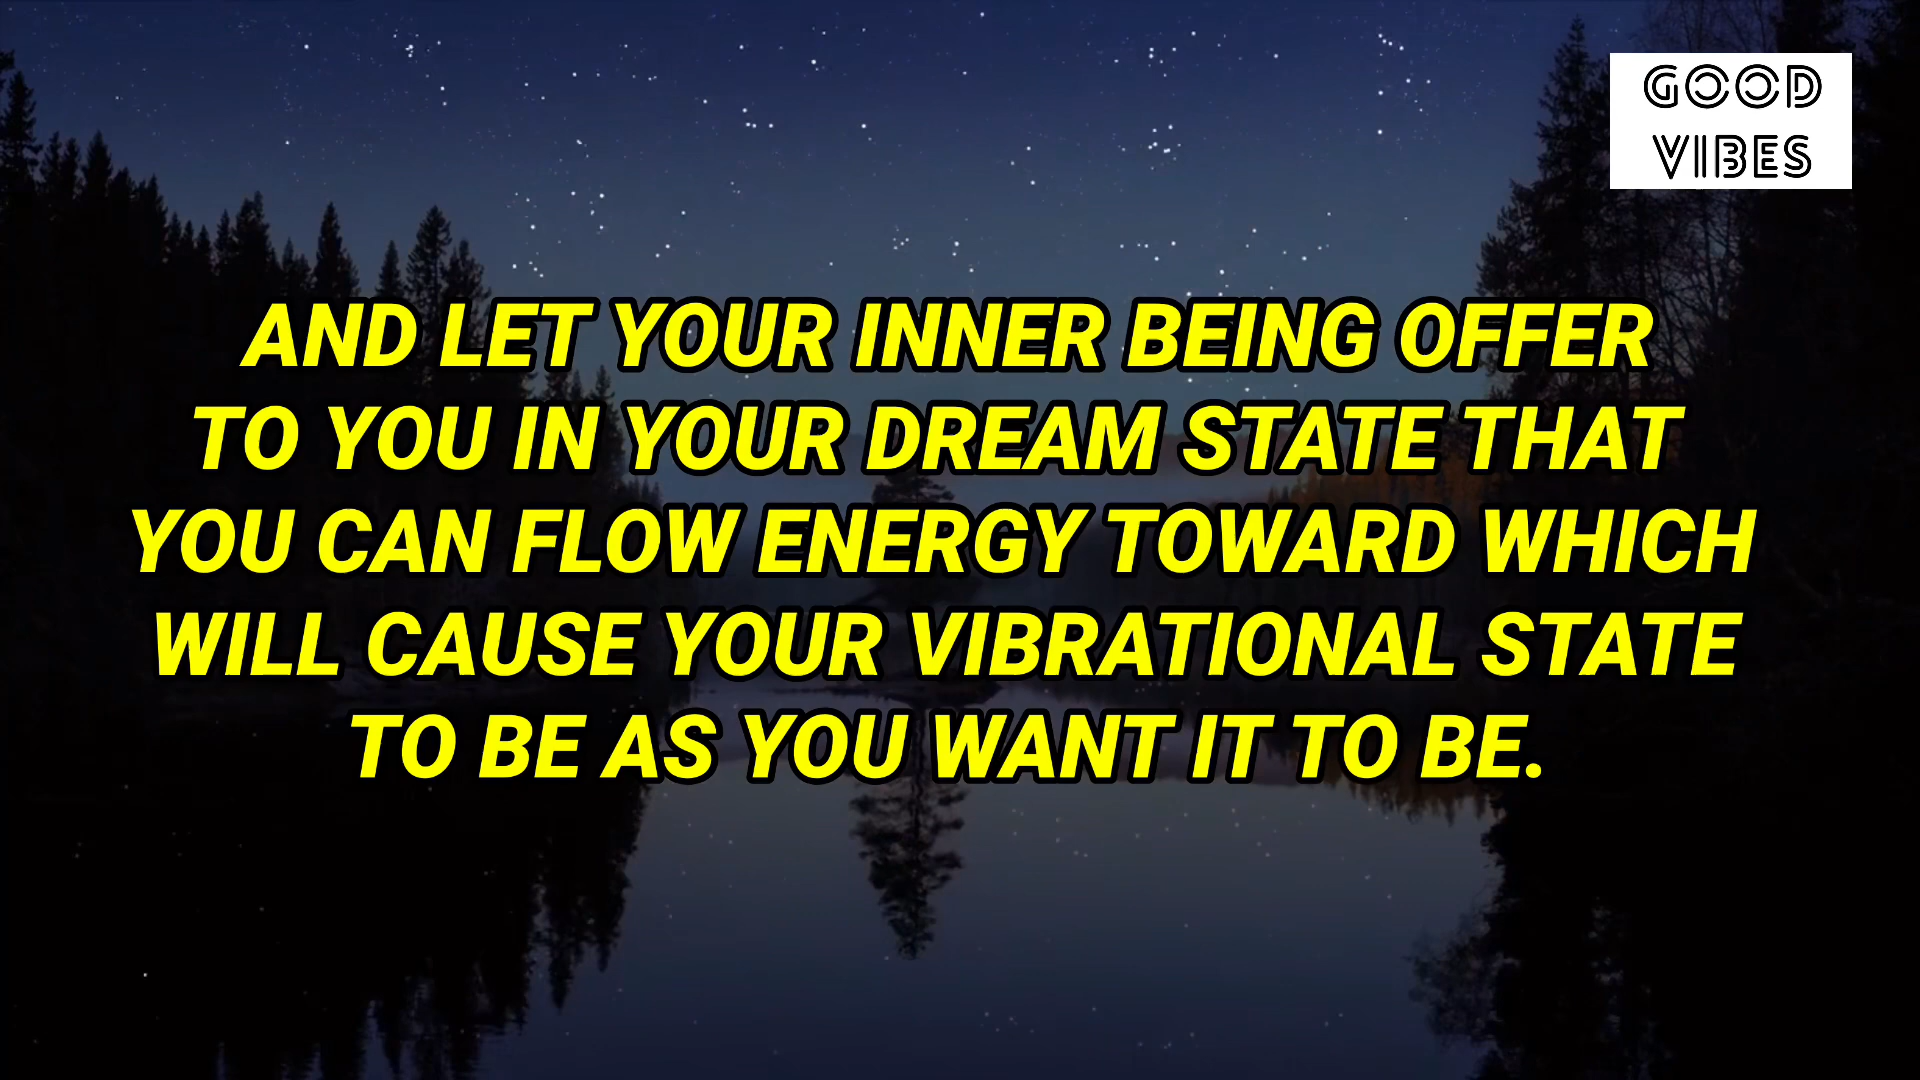 GOOD
VIBES
AND LET YOUR INNER BEING OFFER
TO YOU IN YOUR DREAM STATE THAT
YOU CAN FLOW ENERGY TOWARD WHICH
WILL CAUSE YOUR VIBRATIONAL STATE
TO BE AS YOU WANT IT TO BE.